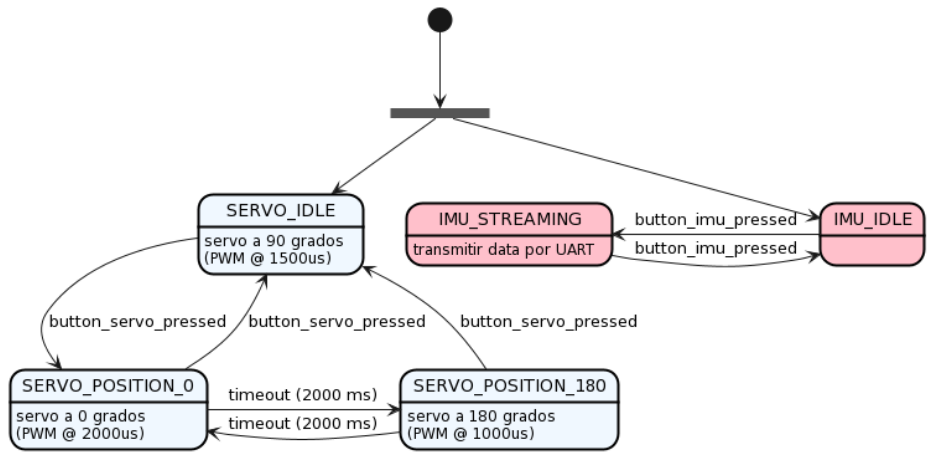 SERVO_IDLE
servo a 90 grados
(PWM @ 1500us)
IMU_STREAMING
transmitir data por UART
button_imu_pressed
button_imu_pressed
IMU_IDLE
button_servo_pressed
button_servo_pressed
button_servo_pressed
SERVO_POSITION_0
servo a 0 grados
(PWM @ 2000us)
timeout (2000 ms)
timeout (2000 ms)
SERVO_POSITION_180
servo a 180 grados
(PWM @ 1000us)